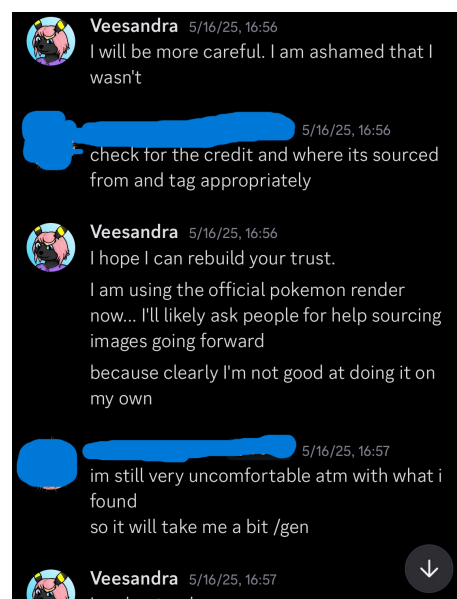 Veesandra 5/16/25, 16:56
I will be more careful. I am ashamed that I
wasn't
5/16/25, 16:56
check for the credit and where its sourced
from and tag appropriately
Veesandra 5/16/25, 16:56
I hope I can rebuild your trust.
I am using the official pokemon render
now... I'll likely ask people for help sourcing
images going forward
because clearly I'm not good at doing it on
my own
5/16/25, 16:57
im still very uncomfortable atm with what i
found
so it will take me a bit /gen
Veesandra 5/16/25, 16:57